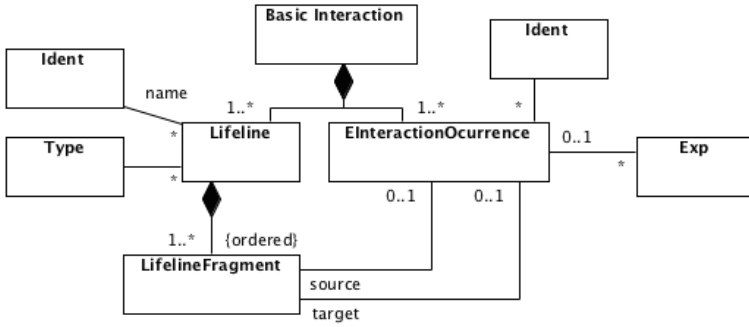 Basic Interaction
Ident
Ident
name
1..*
1..*
*
*
Lifeline
EInteractionOcurrence
0..1
Type
Exp
*
*
0..1
0..1
1..*
{ordered}
LifelineFragment
source
target